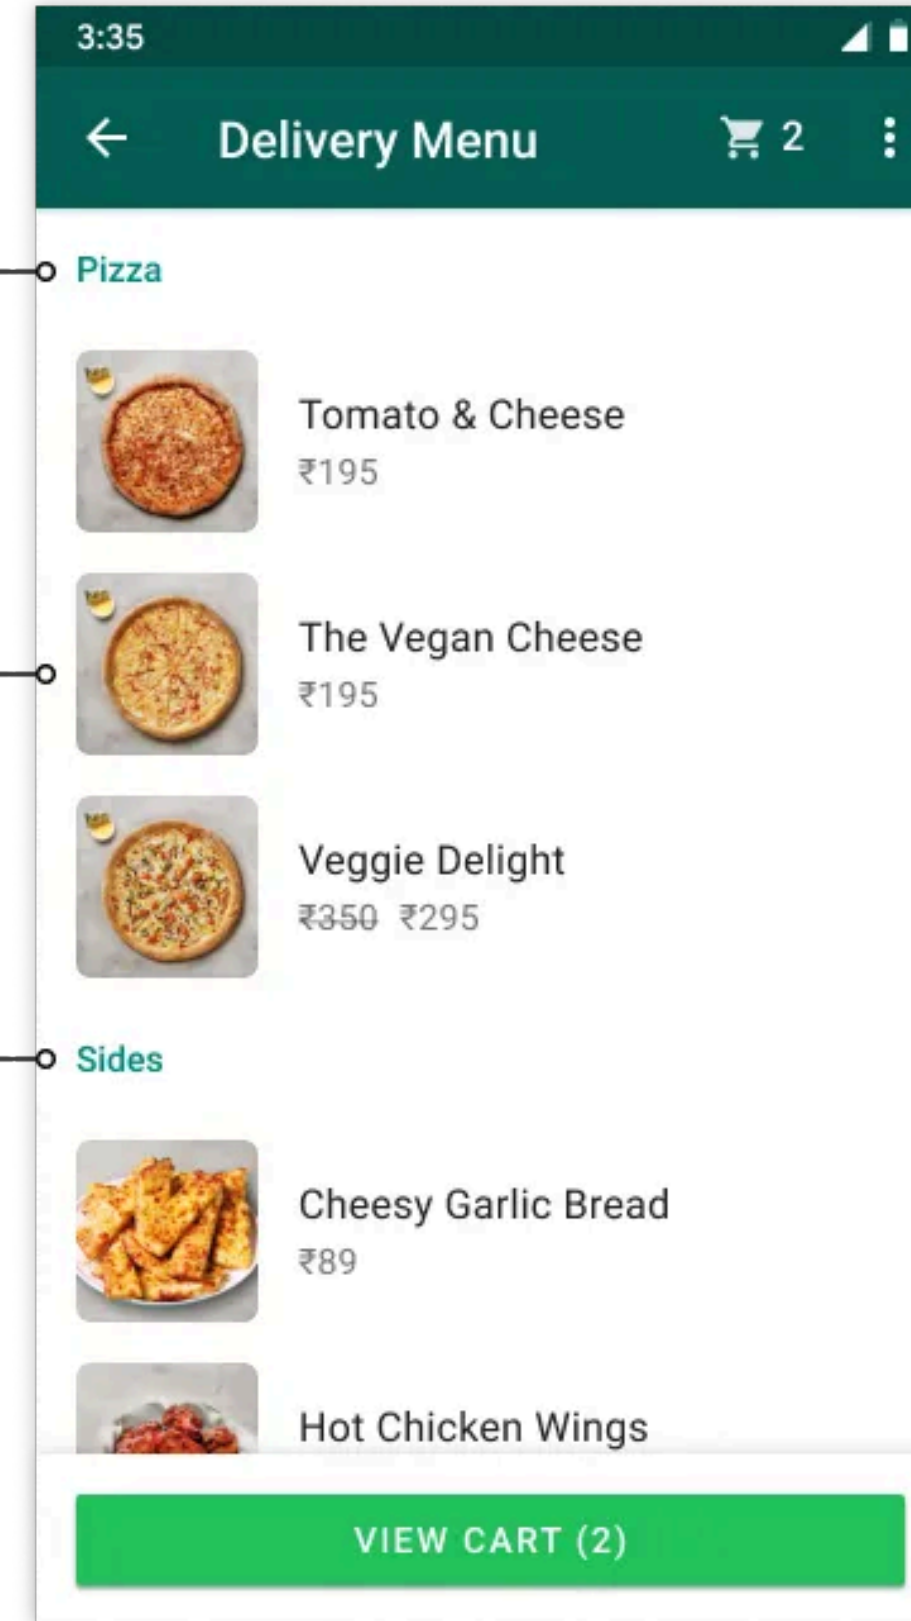 3:35
Delivery Menu 2
Pizza
Tomato & Cheese
₹195
The Vegan Cheese
₹195
Veggie Delight
₹350 ₹295
Sides
Cheesy Garlic Bread
₹89
Hot Chicken Wings
VIEW CART (2)